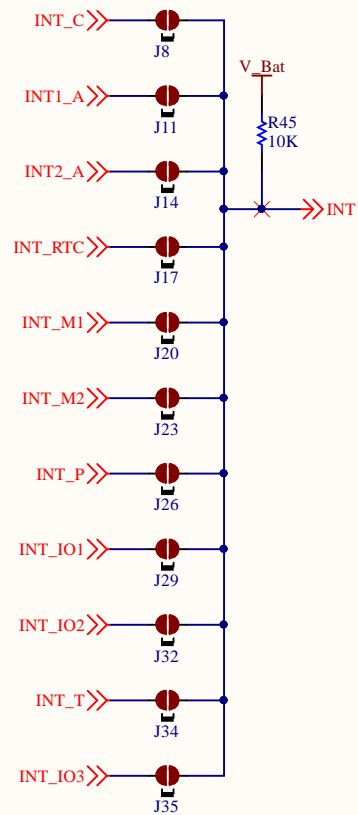 INT_C
J8
V_Bat
INT1_A
J11
R45
10K
INT2_A
J14
INT
INT_RTC
J17
INT_M1
J20
INT_M2
J23
INT_P
J26
INT_IO1
J29
INT_IO2
J32
INT_T
J34
INT_IO3
J35